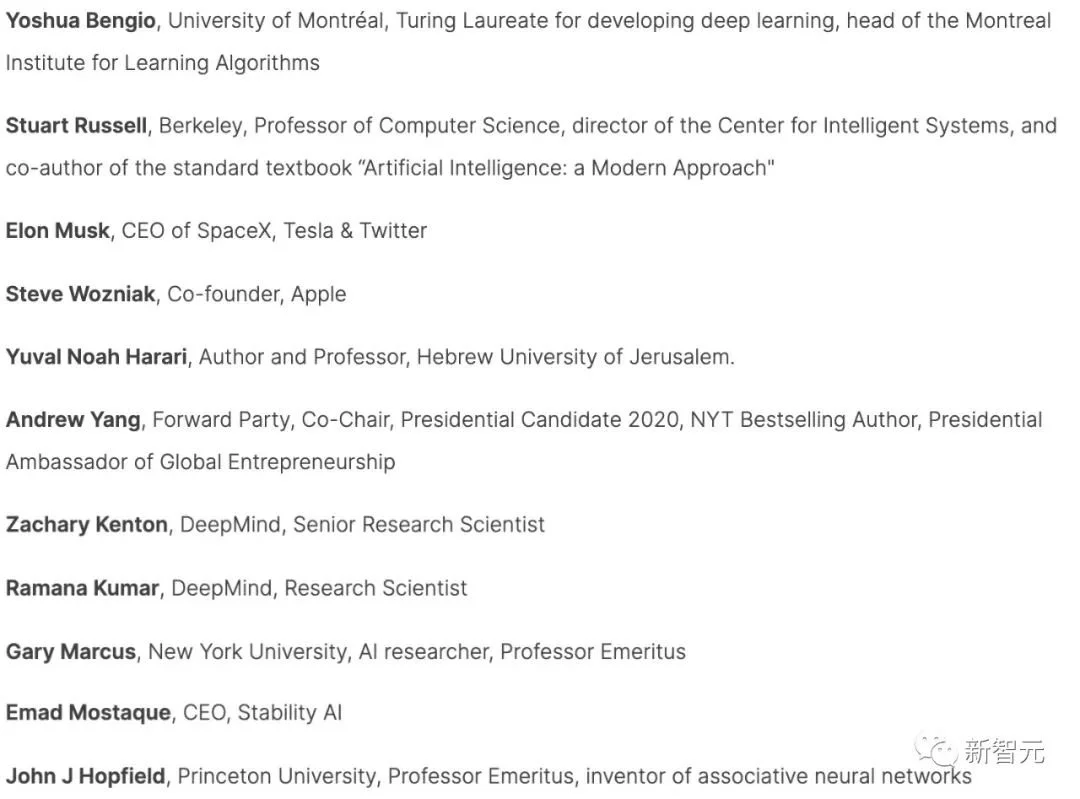 Yoshua Bengio, University of Montréal, Turing Laureate for developing deep learning, head of the Montreal
Institute for Learning Algorithms
Stuart Russell, Berkeley, Professor of Computer Science, director of the Center for Intelligent Systems, and
co-author of the standard textbook “Artificial Intelligence: a Modern Approach"
Elon Musk, CEO of SpaceX, Tesla & Twitter
Steve Wozniak, Co-founder, Apple
Yuval Noah Harari, Author and Professor, Hebrew University of Jerusalem.
Andrew Yang, Forward Party, Co-Chair, Presidential Candidate 2020, NYT Bestselling Author, Presidential
Ambassador of Global Entrepreneurship
Zachary Kenton, DeepMind, Senior Research Scientist
Ramana Kumar, DeepMind, Research Scientist
Gary Marcus, New York University, AI researcher, Professor Emeritus
Emad Mostaque, CEO, Stability AI
新智元
John J Hopfield, Princeton University, Professor Emeritus, inventor of associative neural networks